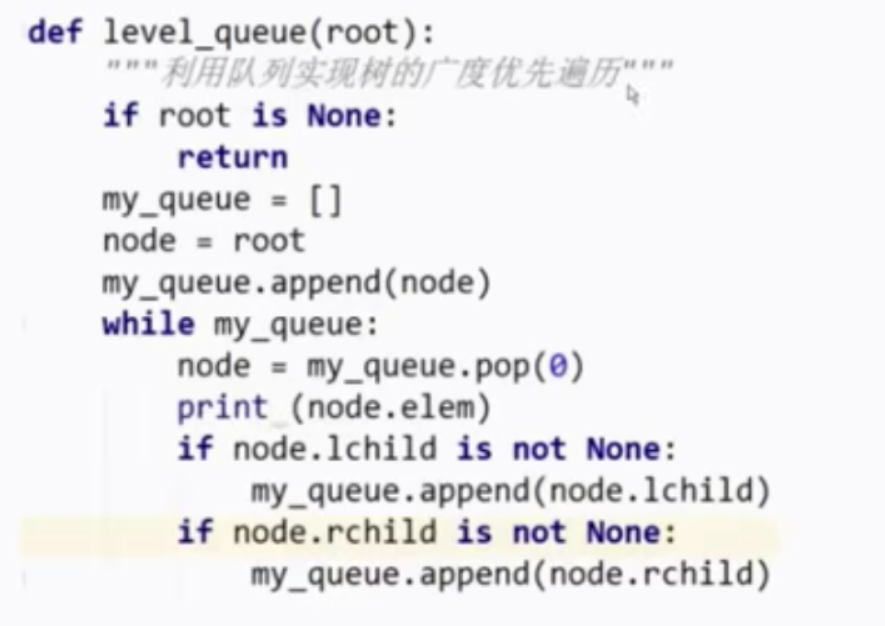 def level_queue(root):
    """利用队列实现树的广度优先遍历"""
    if root is None:
        return
    my_queue = []
    node = root
    my_queue.append(node)
    while my_queue:
        node = my_queue.pop(0)
        print (node.elem)
        if node.lchild is not None:
            my_queue.append(node.lchild)
        if node.rchild is not None:
            my_queue.append(node.rchild)